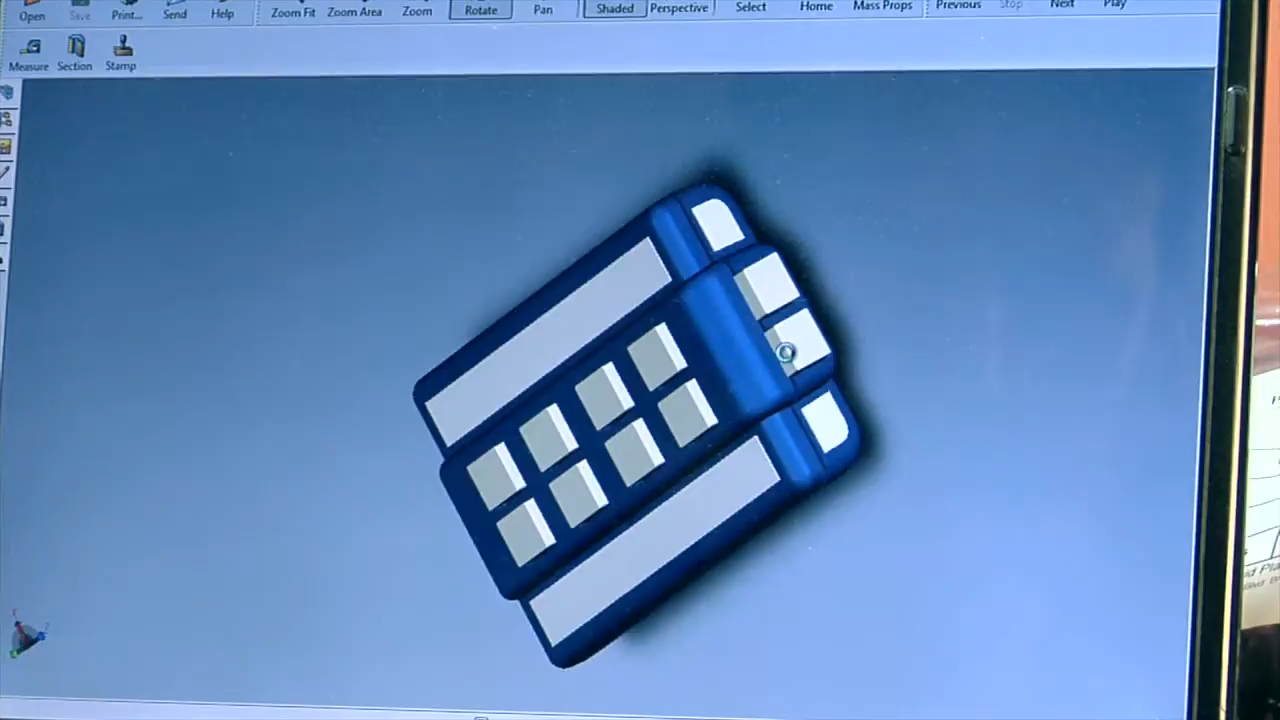 Open Save Print... Send Help Zoom Fit Zoom Area Zoom Rotate Pan Shaded Perspective Select Home Mass Props Previous Stop Next Play
Measure Section Stamp